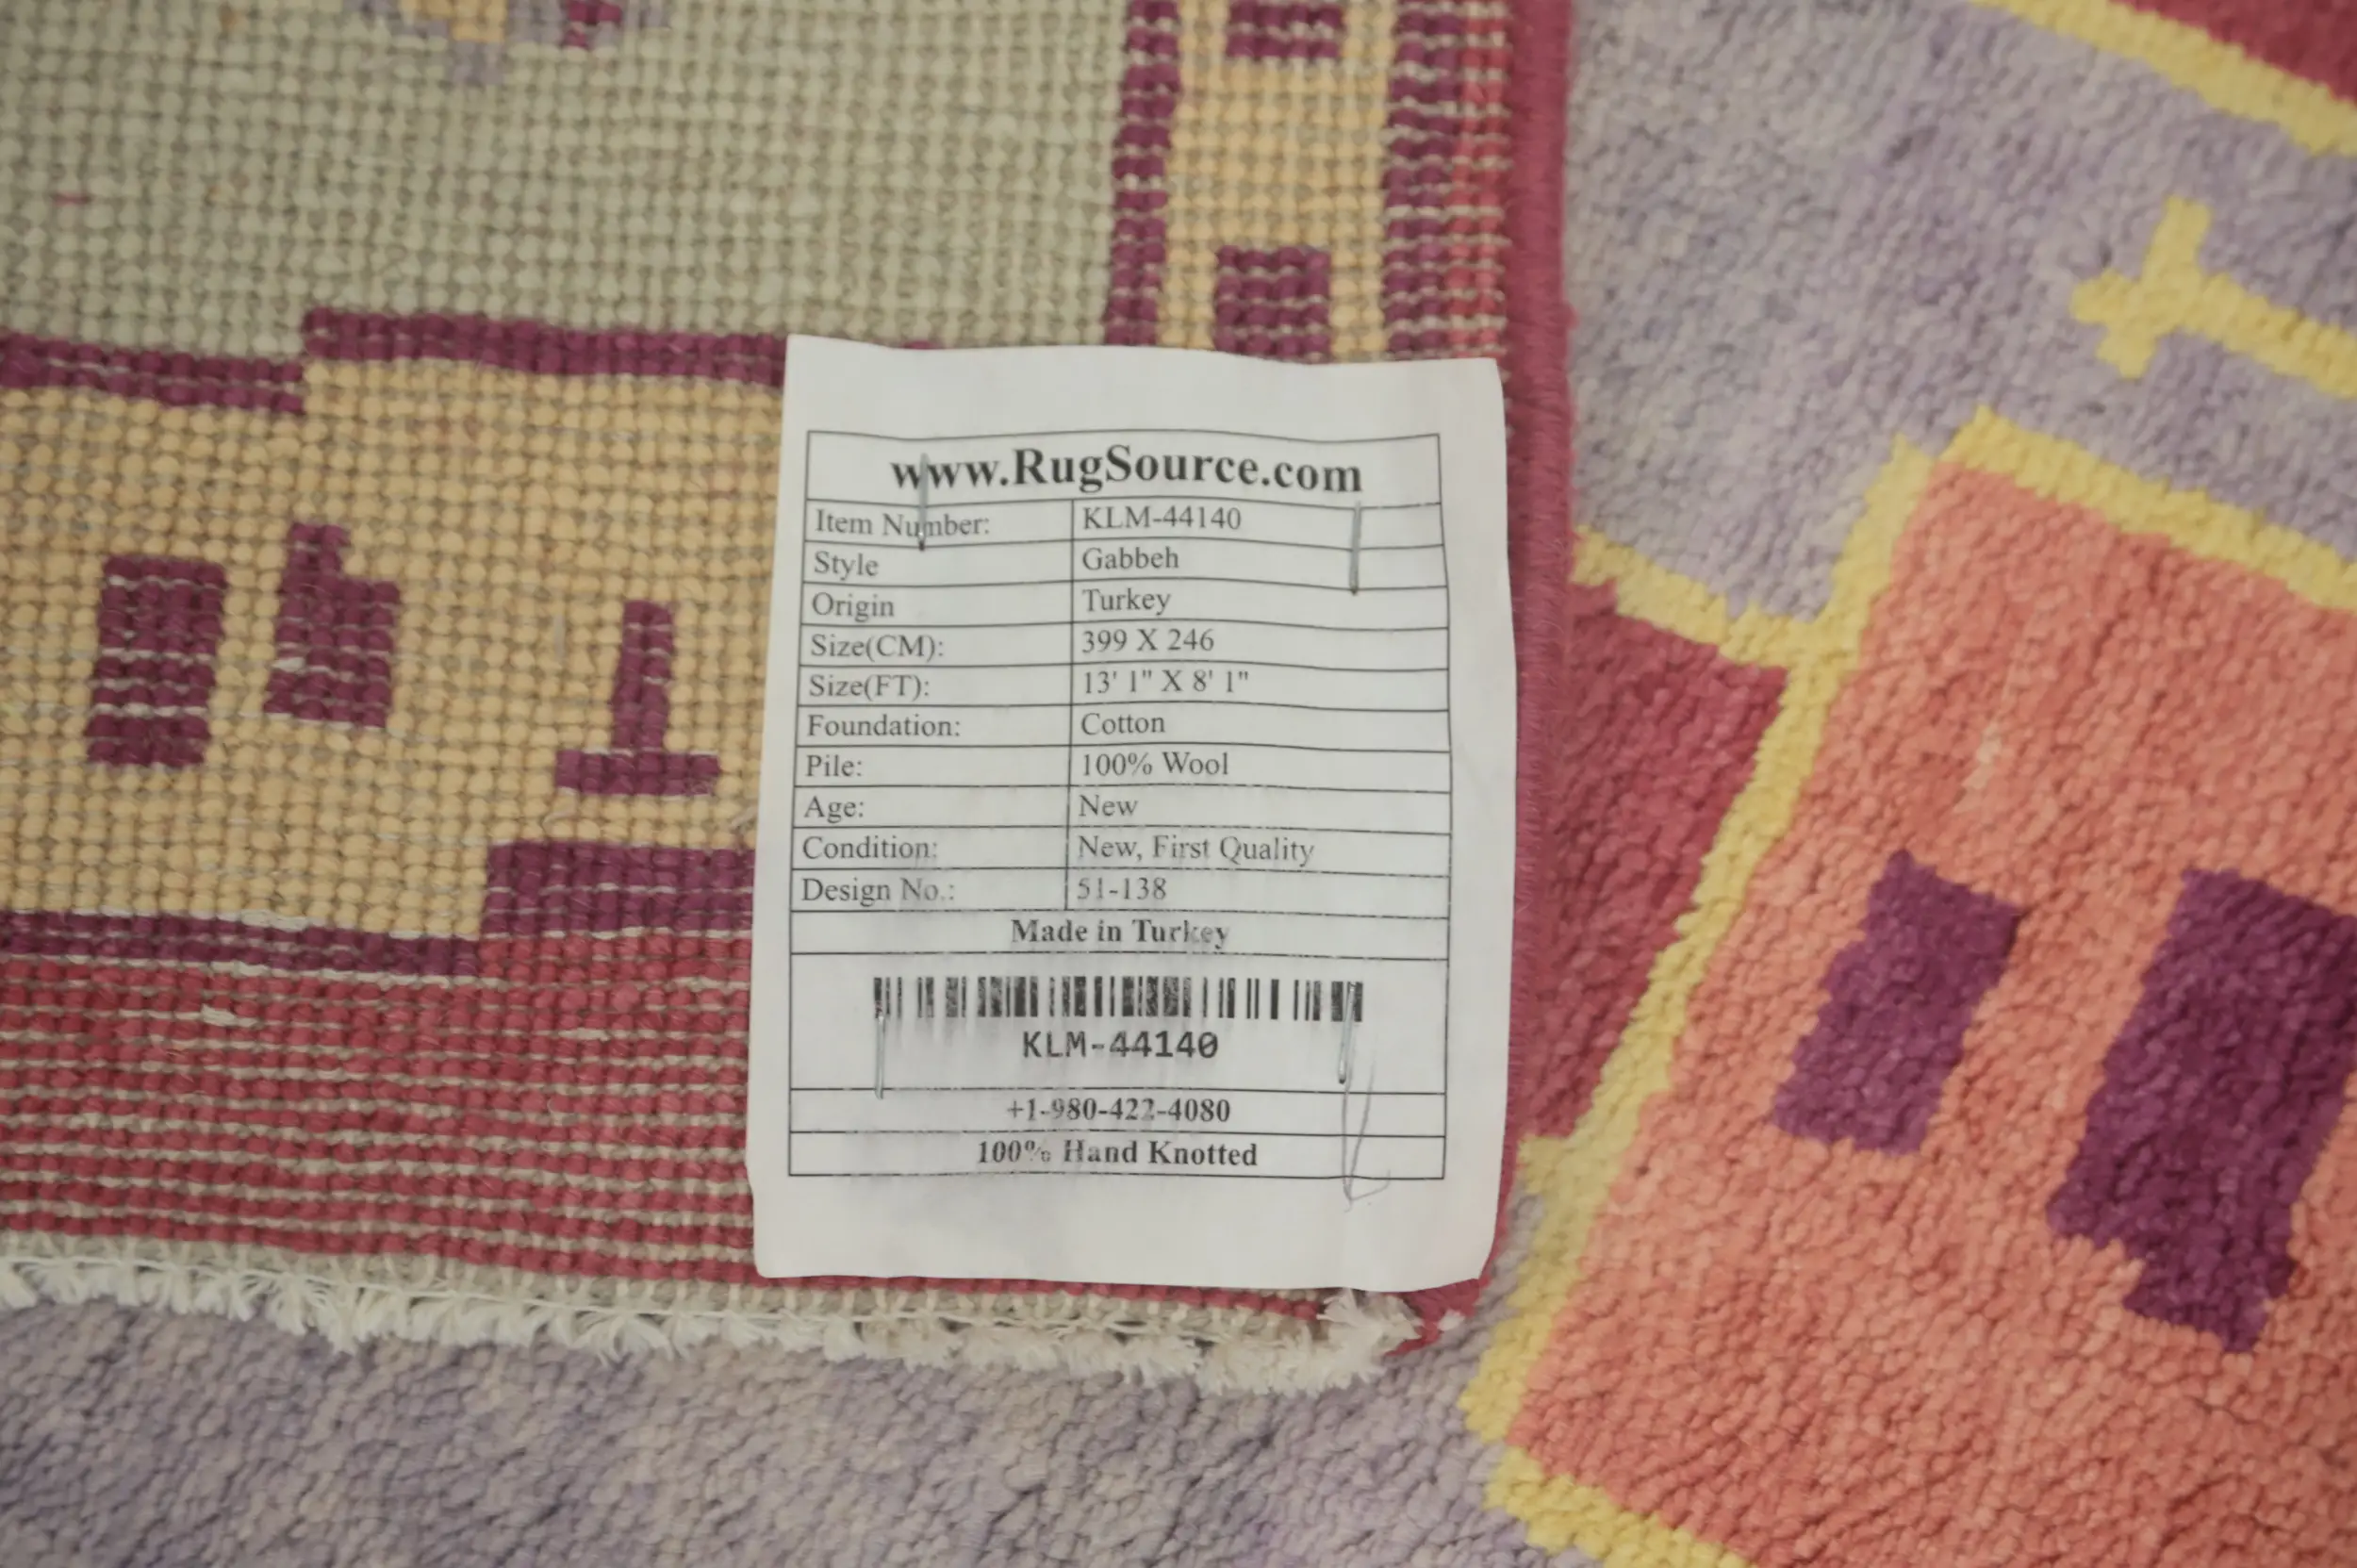 www.RugSource.com
Item Number: KLM-44140
Style Gabbeh
Origin Turkey
Size(CM): 399 X 246
Size(FT): 13' 1" X 8' 1"
Foundation: Cotton
Pile: 100% Wool
Age: New
Condition: New, First Quality
Design No.: 51-138
Made in Turkey
KLM-44140
+1-980-422-4080
100% Hand Knotted